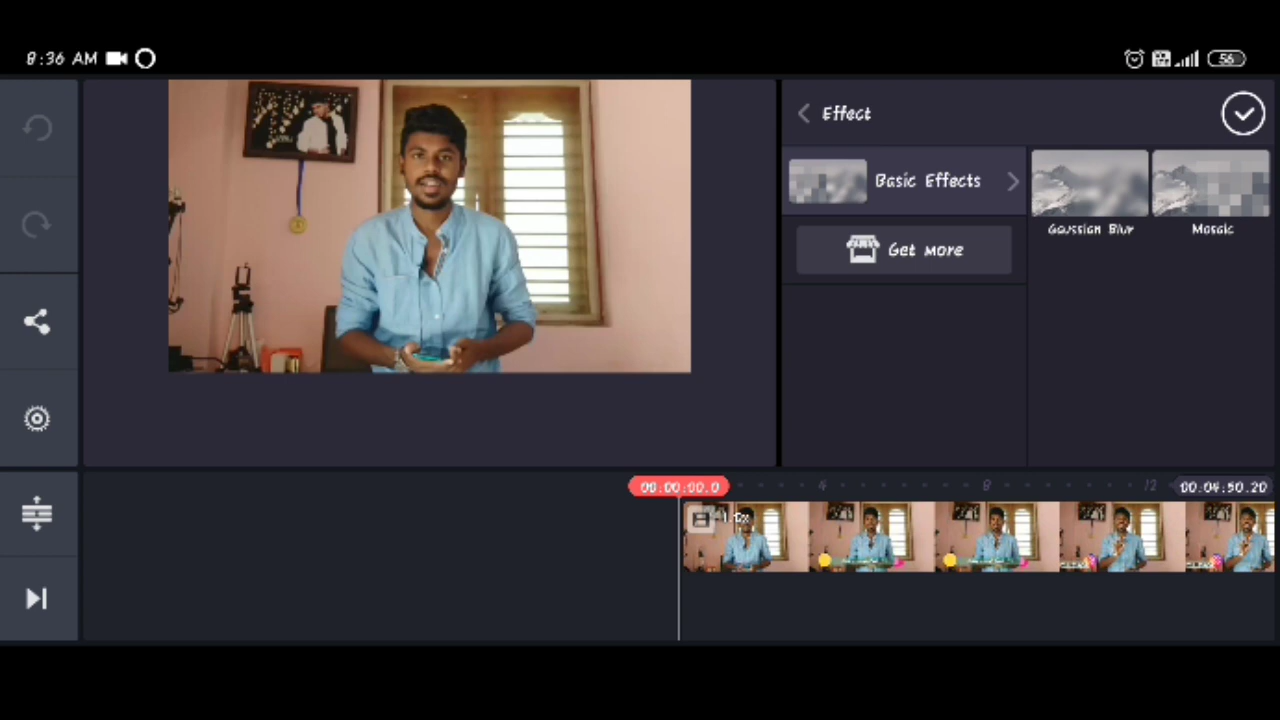 8:36 AM
56
Effect
Basic Effects
Get more
Gaussian Blur
Mosaic
00:00:00.0
4
8
12
00:04:50.20